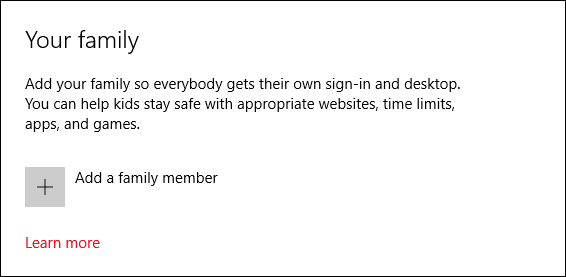 Your family
Add your family so everybody gets their own sign-in and desktop.
You can help kids stay safe with appropriate websites, time limits,
apps, and games.
Add a family member
Learn more